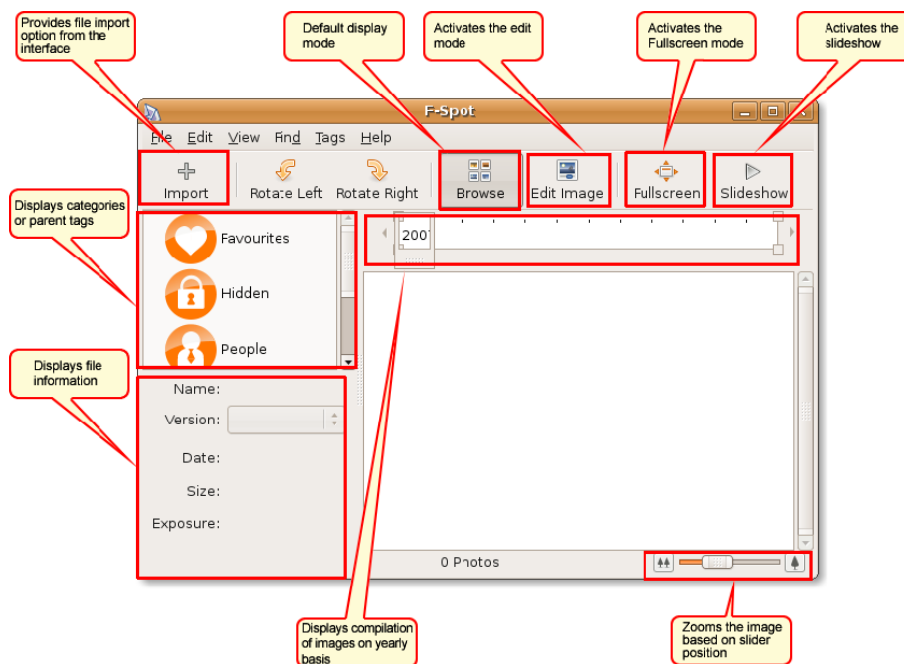 Provides file import
option from the
interface
Default display
mode
Activates the edit
mode
Activates the
Fullscreen mode
Activates the
slideshow
F-Spot
File Edit View Find Tags Help
Import Rotate Left Rotate Right Browse Edit Image Fullscreen Slideshow
Displays categories
or parent tags
Favourites
Hidden
People
2007
Displays file
information
Name:
Version:
Date:
Size:
Exposure:
0 Photos
Displays compilation
of images on yearly
basis
Zooms the image
based on slider
position